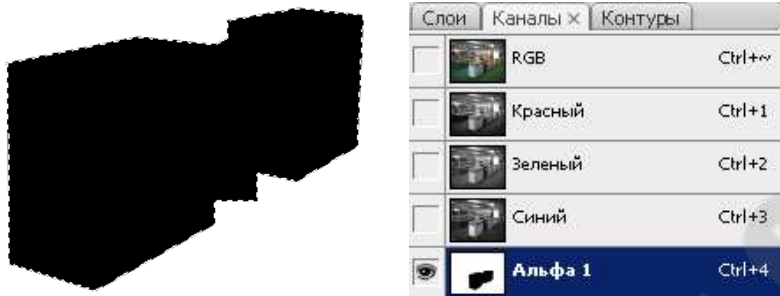 Слои Каналы × Контуры
RGB Ctrl+~
Красный Ctrl+1
Зеленый Ctrl+2
Синий Ctrl+3
Альфа 1 Ctrl+4